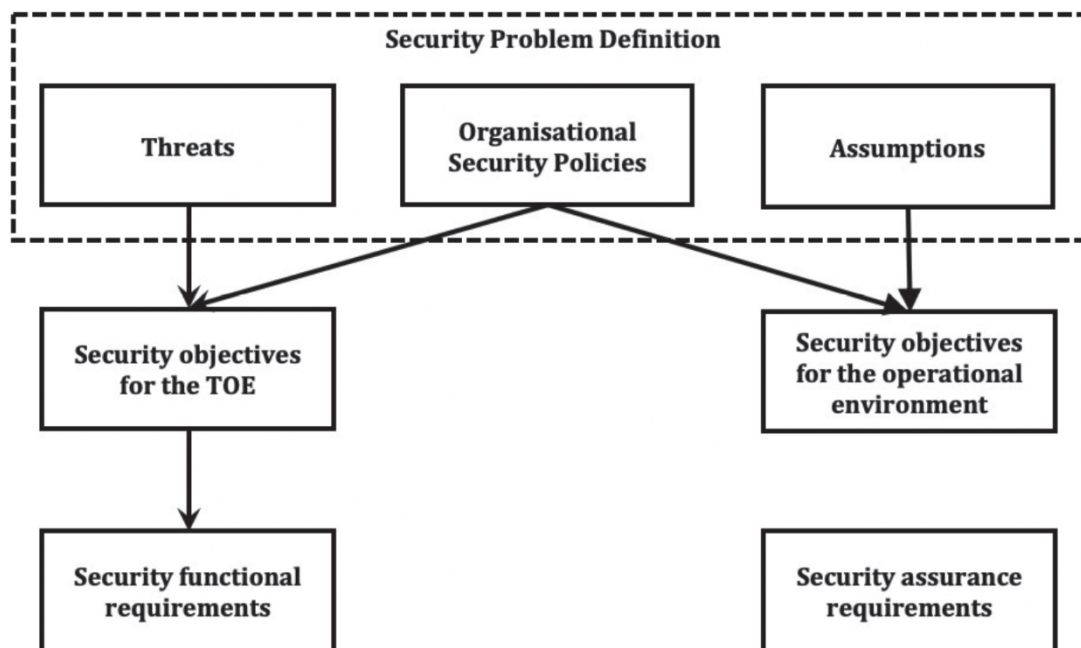 Security Problem Definition
Threats
Organisational
Security Policies
Assumptions
Security objectives
for the TOE
Security objectives
for the operational
environment
Security functional
requirements
Security assurance
requirements